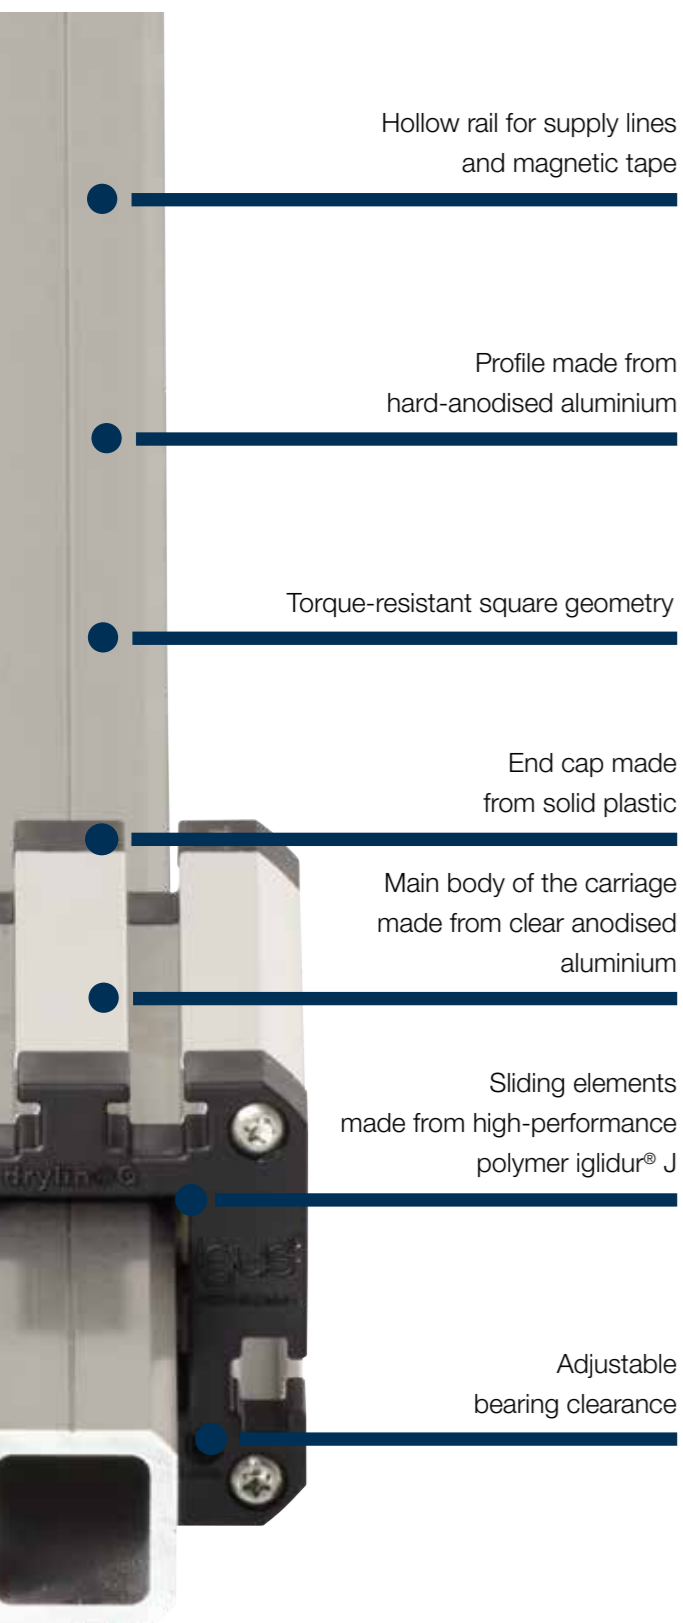 Hollow rail for supply lines
and magnetic tape
Profile made from
hard-anodised aluminium
Torque-resistant square geometry
End cap made
from solid plastic
Main body of the carriage
made from clear anodised
aluminium
Sliding elements
made from high-performance
polymer iglidur® J
drylin® Q
igus®
Adjustable
bearing clearance